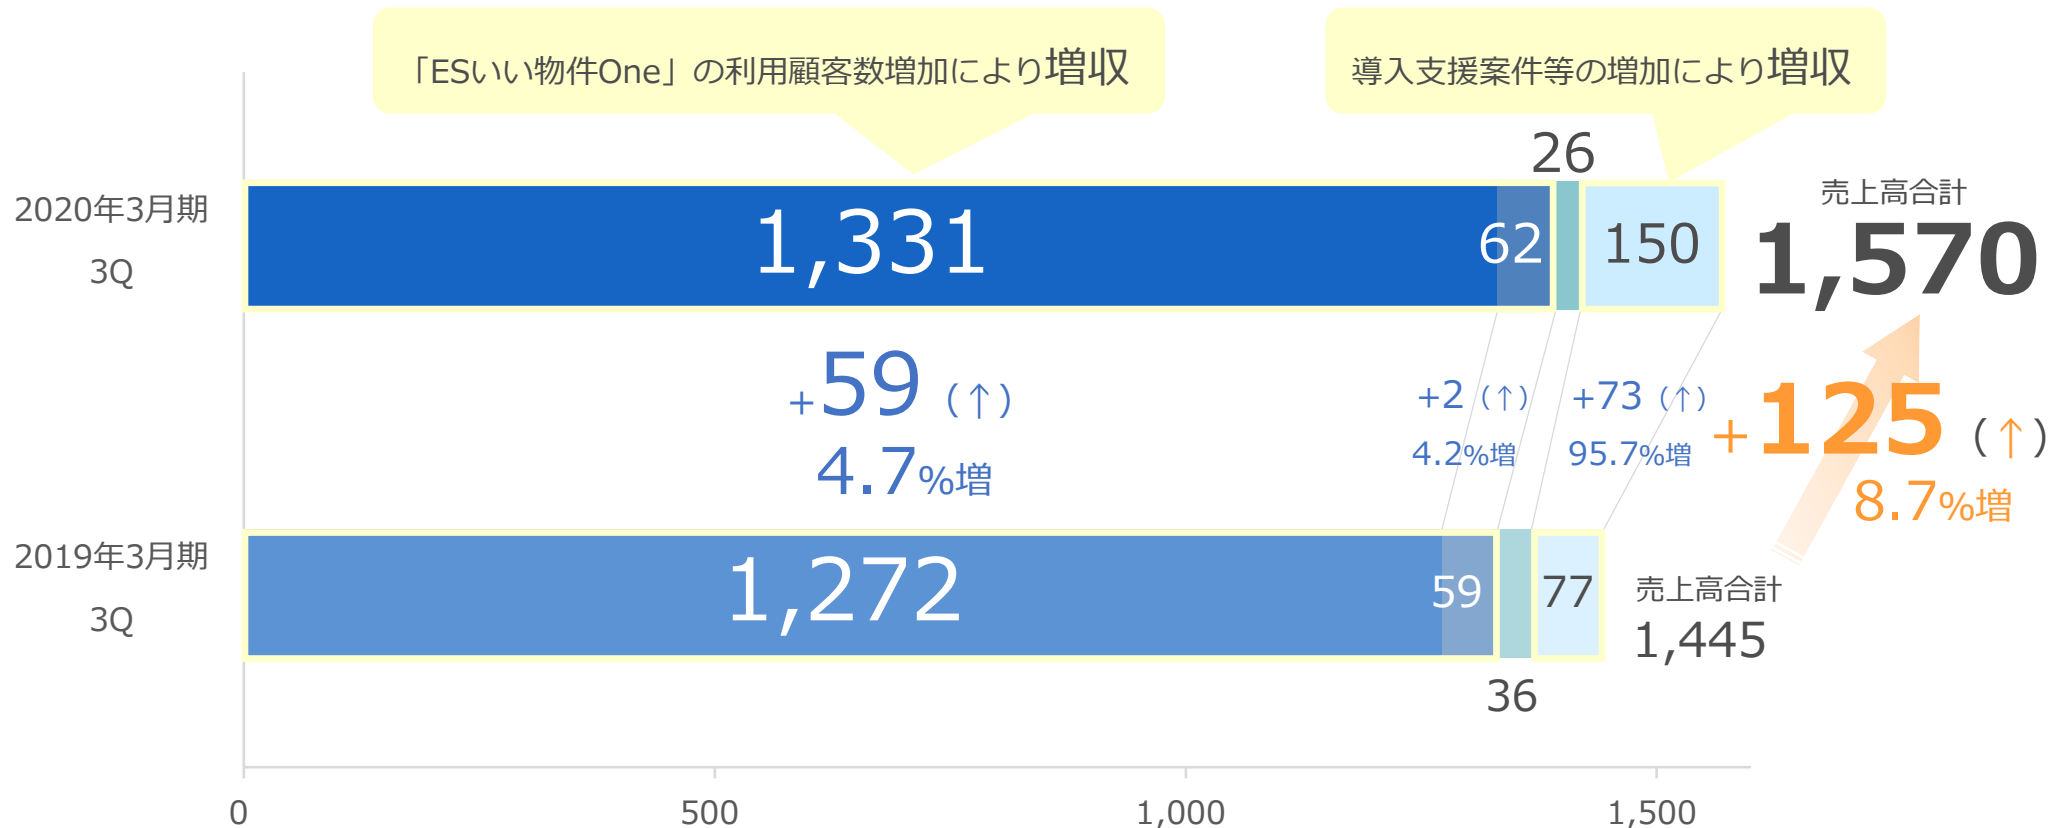 「ESいい物件One」の利用顧客数増加により増収
導入支援案件等の増加により増収
26
2020年3月期
3Q
1,331
62
150
売上高合計
1,570
+59（↑）
4.7%増
+2（↑）
4.2%増
+73（↑）
95.7%増
+125（↑）
8.7%増
2019年3月期
3Q
1,272
59
77
売上高合計
1,445
36
0
500
1,000
1,500